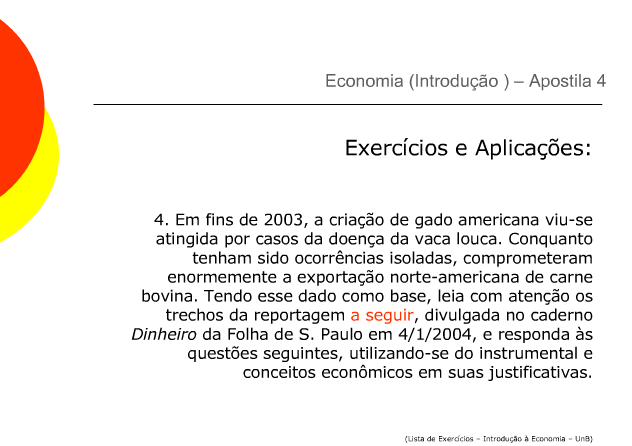 Economia (Introdução ) – Apostila 4
Exercícios e Aplicações:
4. Em fins de 2003, a criação de gado americana viu-se
atingida por casos da doença da vaca louca. Conquanto
tenham sido ocorrências isoladas, comprometeram
enormemente a exportação norte-americana de carne
bovina. Tendo esse dado como base, leia com atenção os
trechos da reportagem a seguir, divulgada no caderno
Dinheiro da Folha de S. Paulo em 4/1/2004, e responda às
questões seguintes, utilizando-se do instrumental e
conceitos econômicos em suas justificativas.
(Lista de Exercícios – Introdução à Economia – UnB)